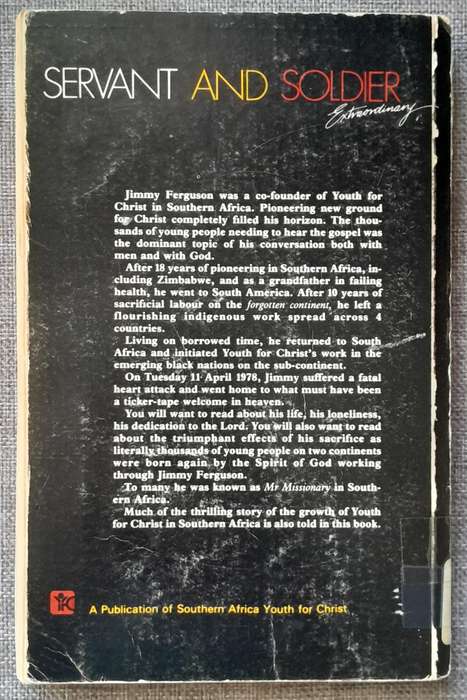 SERVANT AND SOLDIER
Extraordinary
Jimmy Ferguson was a co-founder of Youth for
Christ in Southern Africa. Pioneering new ground
for Christ completely filled his horizon. The thou-
sands of young people needing to hear the gospel was
the dominant topic of his conversation both with
men and with God.
After 18 years of pioneering in Southern Africa, in-
cluding Zimbabwe, and as a grandfather in failing
health, he went to South America. After 10 years of
sacrificial labour on the forgotten continent, he left a
flourishing indigenous work spread across 4
countries.
Living on borrowed time, he returned to South
Africa and initiated Youth for Christ's work in the
emerging black nations on the sub-continent.
On Tuesday 11 April 1978, Jimmy suffered a fatal
heart attack and went home to what must have been
a ticker-tape welcome in heaven.
You will want to read about his life, his loneliness,
his dedication to the Lord. You will also want to read
about the triumphant effects of his sacrifice as
literally thousands of young people on two continents
were born again by the Spirit of God working
through Jimmy Ferguson.
To many he was known as Mr Missionary in South-
ern Africa.
Much of the thrilling story of the growth of Youth
for Christ in Southern Africa is also told in this book.
A Publication of Southern Africa Youth for Christ